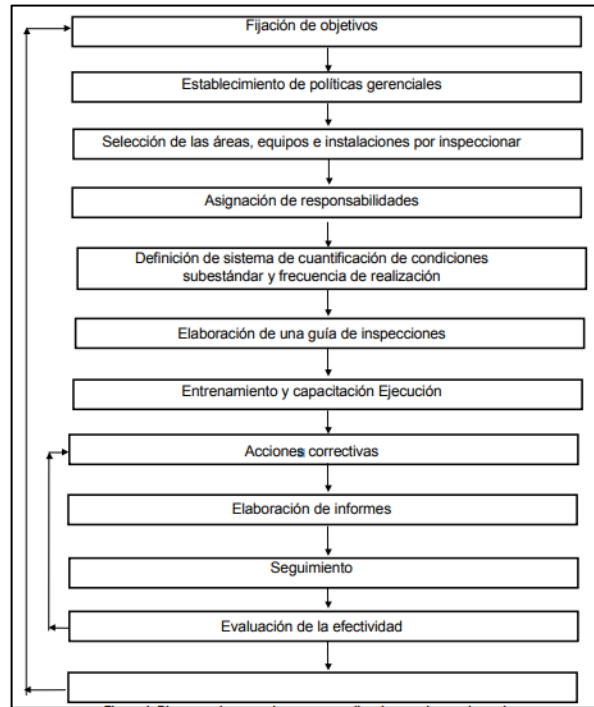 Fijación de objetivos
Establecimiento de políticas gerenciales
Selección de las áreas, equipos e instalaciones por inspeccionar
Asignación de responsabilidades
Definición de sistema de cuantificación de condiciones
subestándar y frecuencia de realización
Elaboración de una guía de inspecciones
Entrenamiento y capacitación Ejecución
Acciones correctivas
Elaboración de informes
Seguimiento
Evaluación de la efectividad